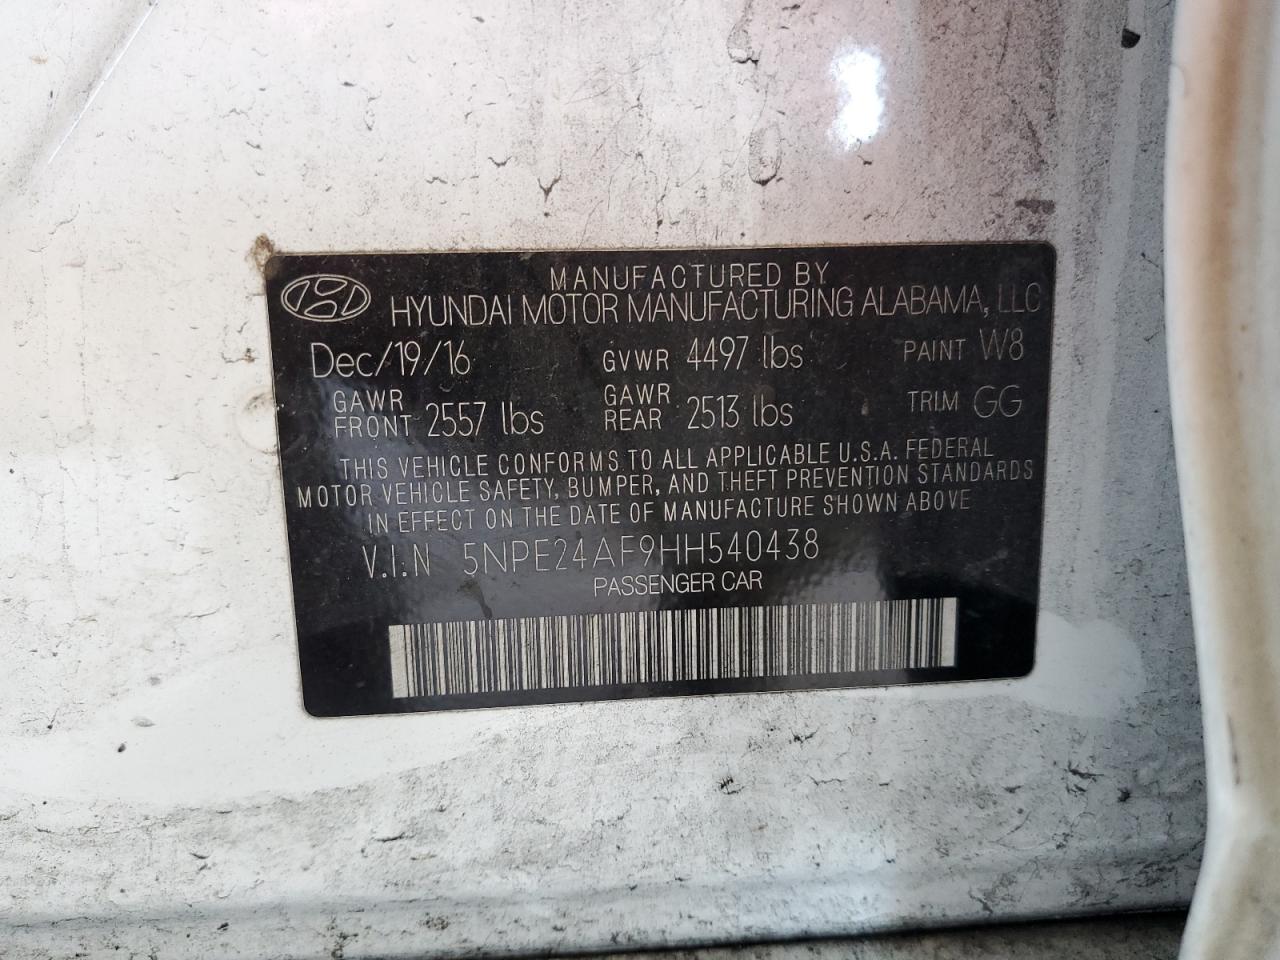 MANUFACTURED BY
HYUNDAI MOTOR MANUFACTURING ALABAMA, LLC
Dec/19/16 GVWR 4497 lbs PAINT W8
GAWR FRONT 2557 lbs GAWR REAR 2513 lbs TRIM GG
THIS VEHICLE CONFORMS TO ALL APPLICABLE U.S.A. FEDERAL
MOTOR VEHICLE SAFETY, BUMPER, AND THEFT PREVENTION STANDARDS
IN EFFECT ON THE DATE OF MANUFACTURE SHOWN ABOVE
V.I.N 5NPE24AF9HH540438
PASSENGER CAR